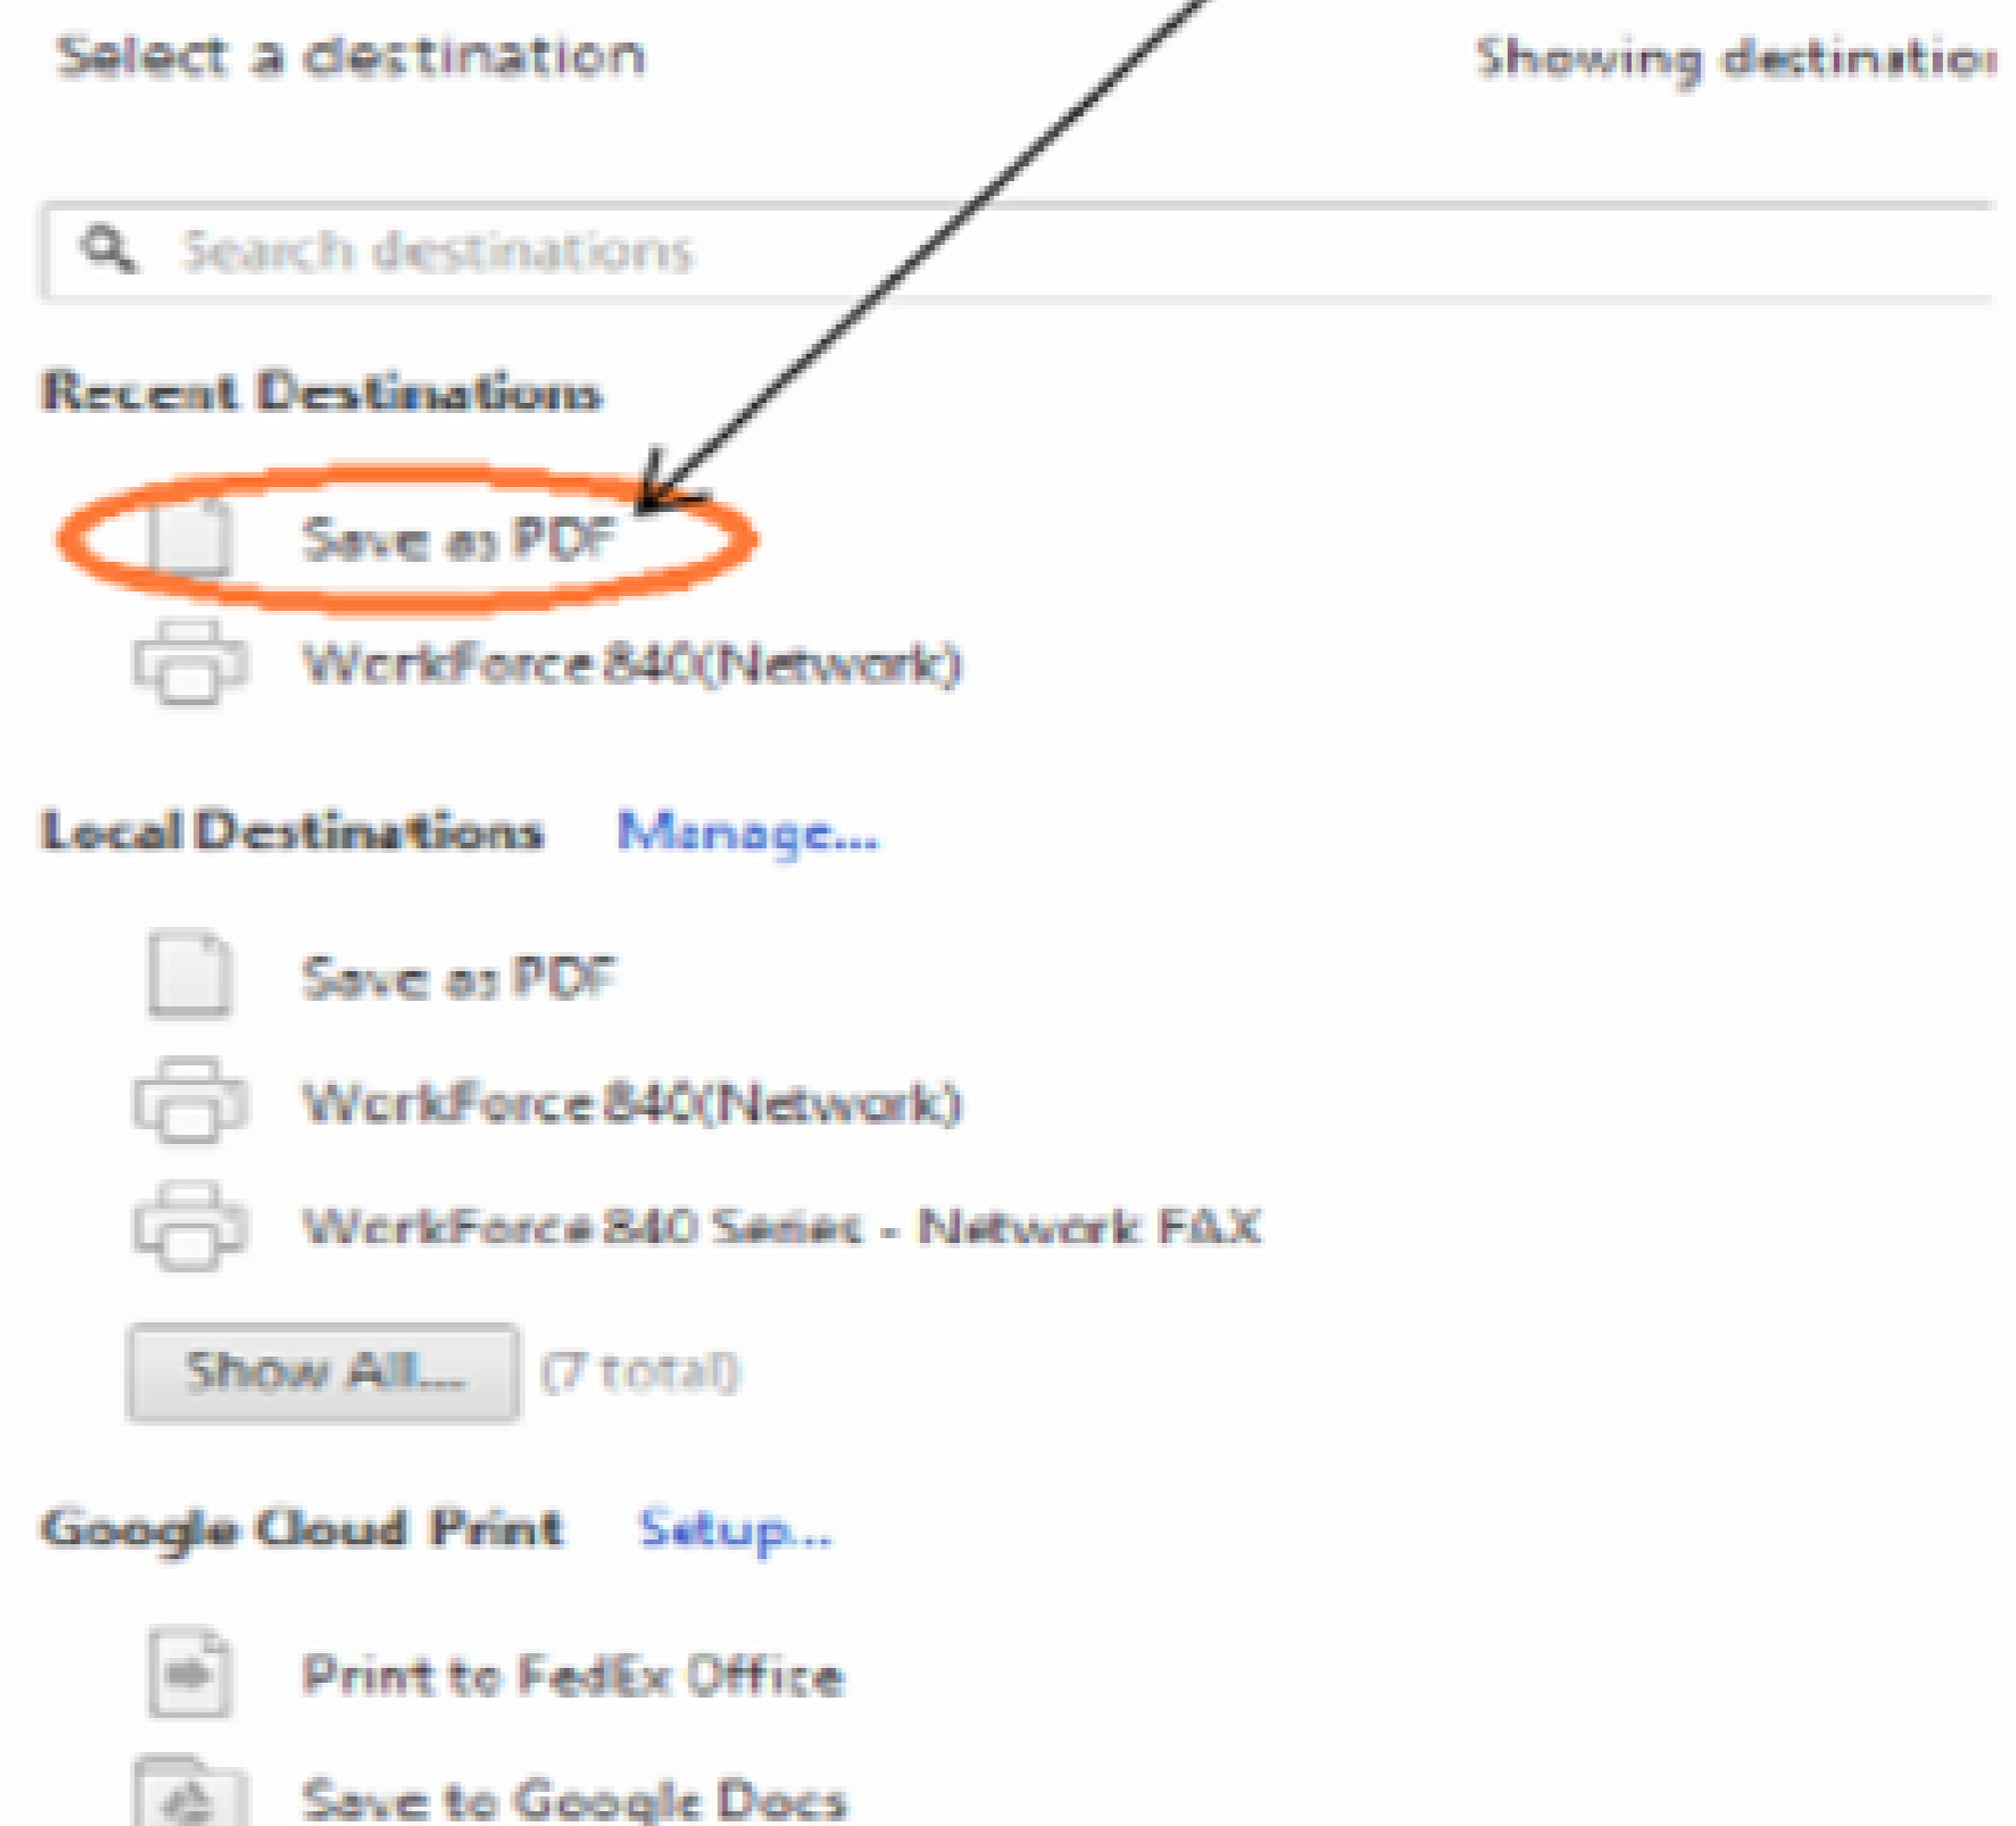 Select a destination
Showing destination
Search destinations
Recent Destinations
Save as PDF
WorkForce 840(Network)
Local Destinations Manage...
Save as PDF
WorkForce 840(Network)
WorkForce 840 Series - Network FAX
Show All... (7 total)
Google Cloud Print Setup...
Print to FedEx Office
Save to Google Docs